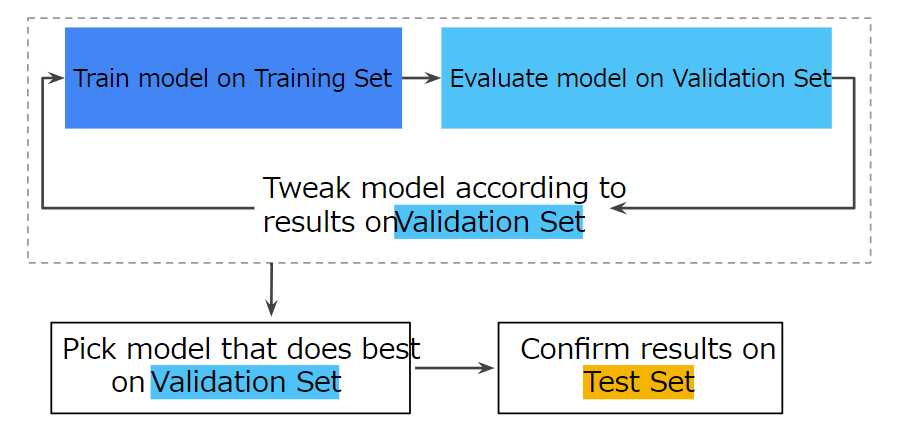 Train model on Training Set
Evaluate model on Validation Set
Tweak model according to
results on Validation Set
Pick model that does best
on Validation Set
Confirm results on
Test Set